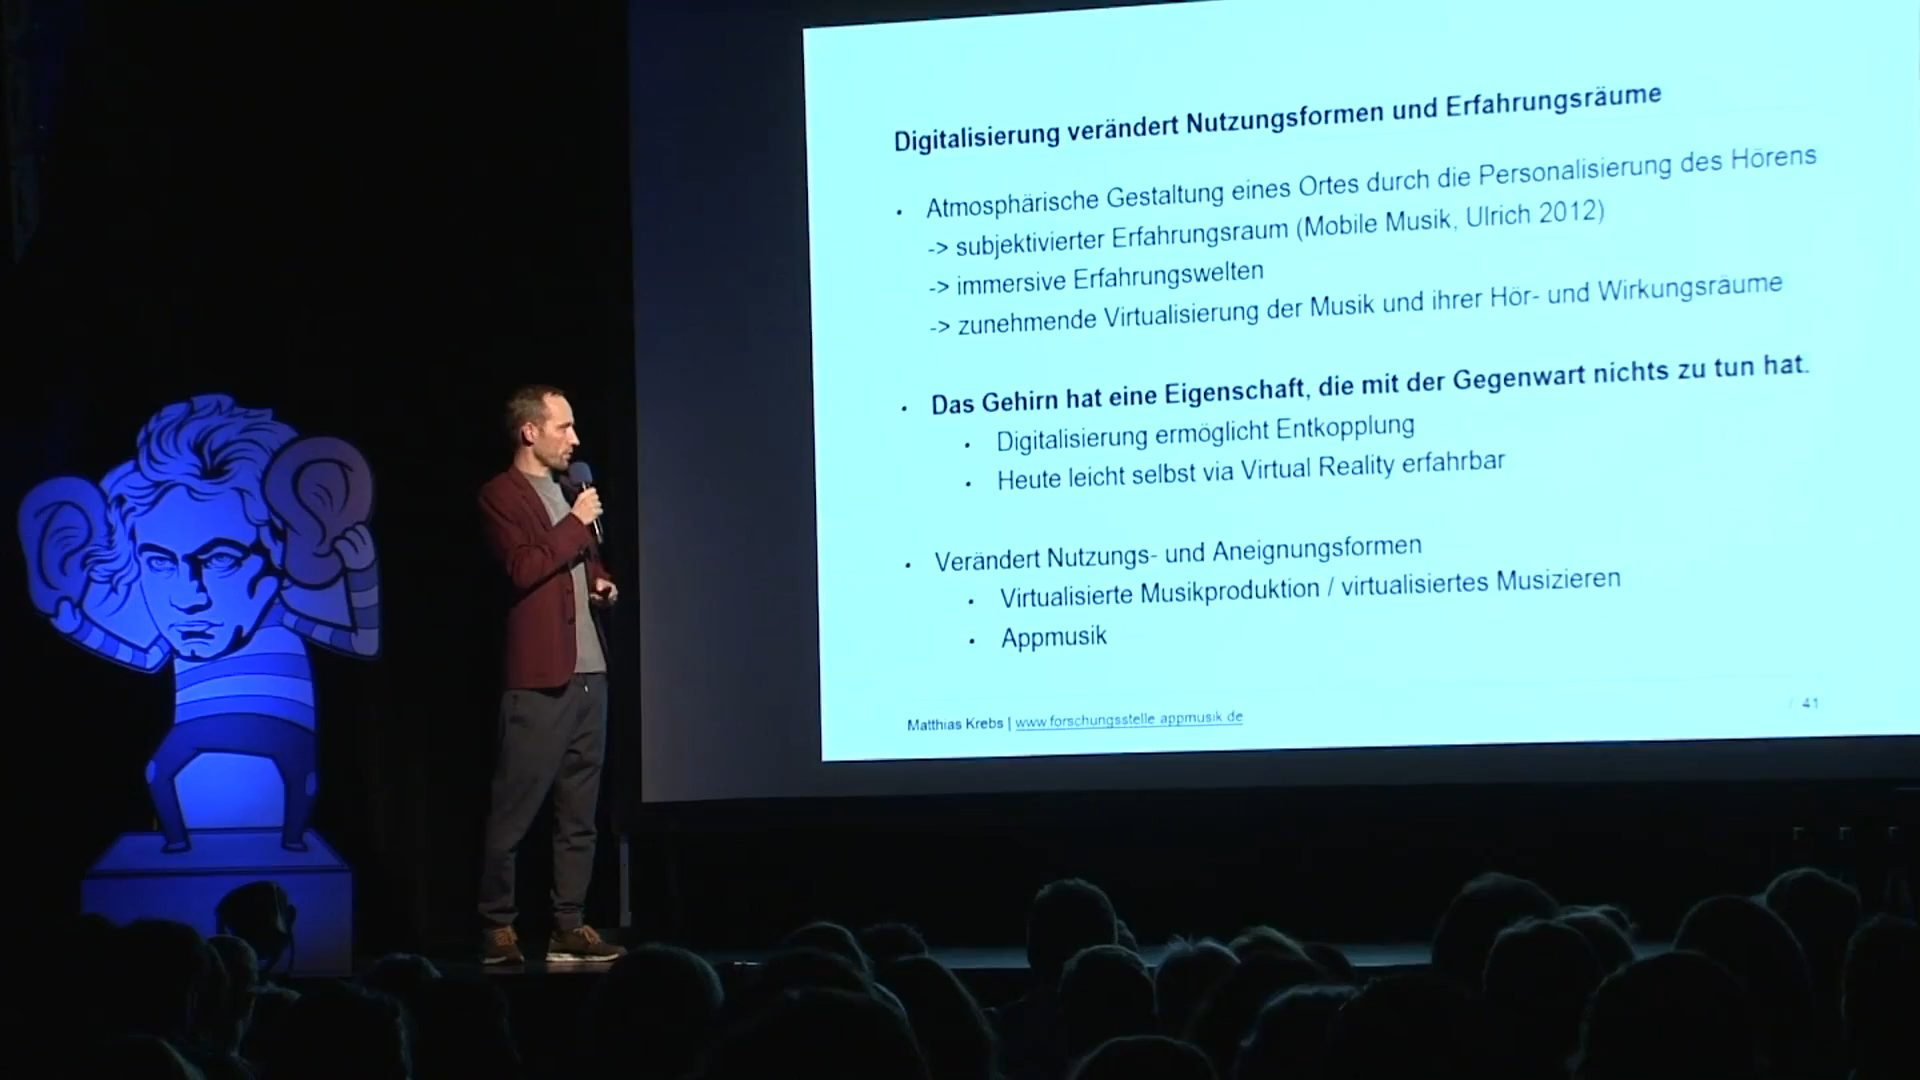 Digitalisierung verändert Nutzungsformen und Erfahrungsräume
• Atmosphärische Gestaltung eines Ortes durch die Personalisierung des Hörens
-> subjektivierter Erfahrungsraum (Mobile Musik, Ulrich 2012)
-> immersive Erfahrungswelten
-> zunehmende Virtualisierung der Musik und ihrer Hör- und Wirkungsräume
• Das Gehirn hat eine Eigenschaft, die mit der Gegenwart nichts zu tun hat.
• Digitalisierung ermöglicht Entkopplung
• Heute leicht selbst via Virtual Reality erfahrbar
• Verändert Nutzungs- und Aneignungsformen
• Virtualisierte Musikproduktion / virtualisiertes Musizieren
• Appmusik
Matthias Krebs | www.forschungsstelle.appmusik.de
/ 41